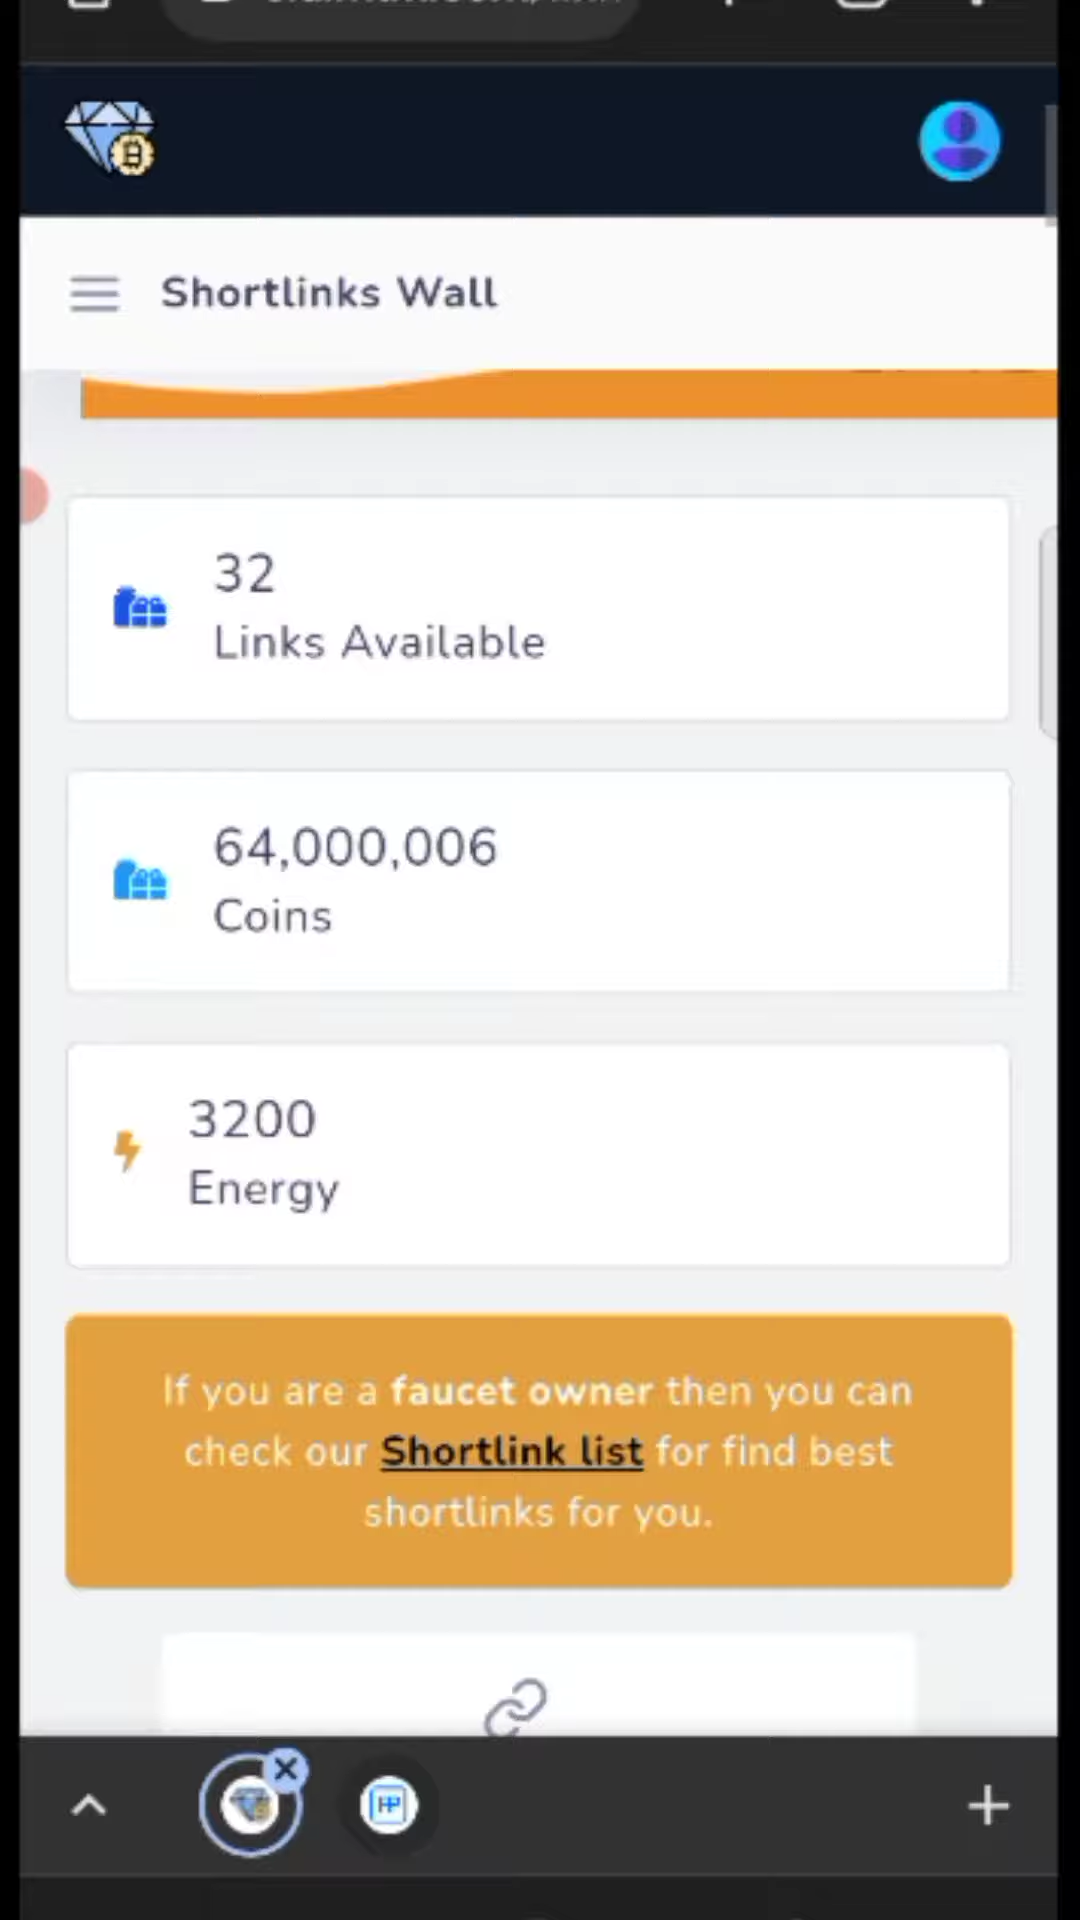 Shortlinks Wall
32
Links Available
64,000,006
Coins
3200
Energy
If you are a faucet owner then you can
check our Shortlink list for find best
shortlinks for you.